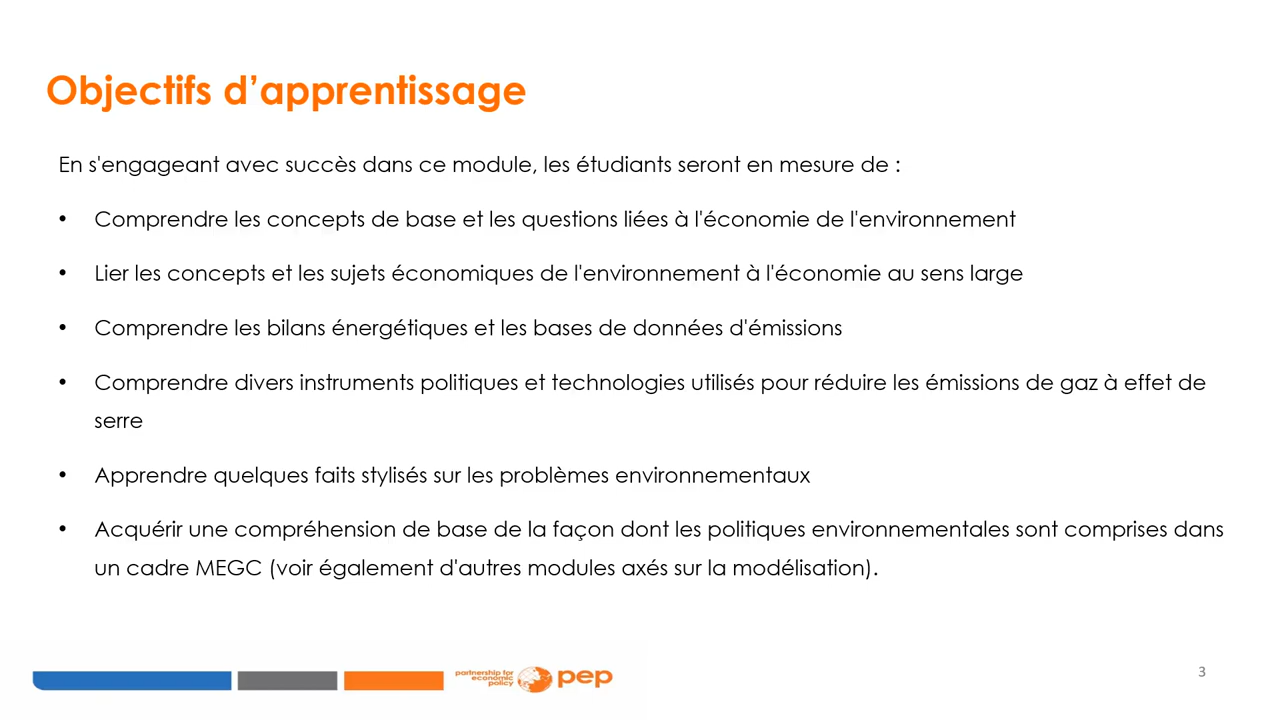 Objectifs d’apprentissage
En s'engageant avec succès dans ce module, les étudiants seront en mesure de :
• Comprendre les concepts de base et les questions liées à l'économie de l'environnement
• Lier les concepts et les sujets économiques de l'environnement à l'économie au sens large
• Comprendre les bilans énergétiques et les bases de données d'émissions
• Comprendre divers instruments politiques et technologies utilisés pour réduire les émissions de gaz à effet de
serre
• Apprendre quelques faits stylisés sur les problèmes environnementaux
• Acquérir une compréhension de base de la façon dont les politiques environnementales sont comprises dans
un cadre MEGC (voir également d'autres modules axés sur la modélisation).
partnership for
economic
policy
pep
3